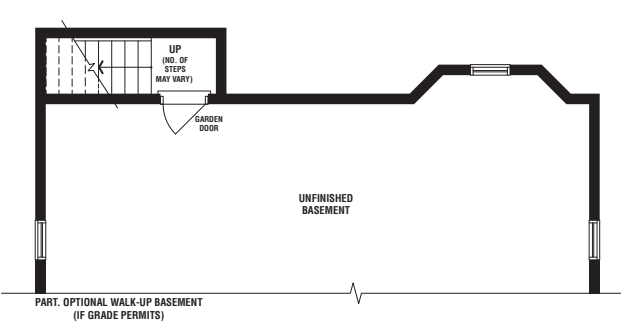 UP
(NO. OF
STEPS
MAY VARY)
GARDEN
DOOR
UNFINISHED
BASEMENT
PART. OPTIONAL WALK-UP BASEMENT
(IF GRADE PERMITS)